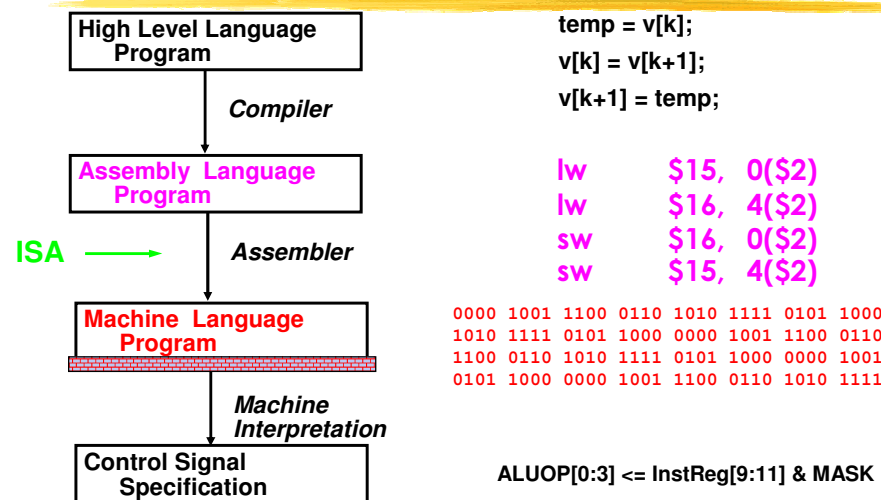 High Level Language
Program
temp = v[k];
v[k] = v[k+1];
v[k+1] = temp;
Compiler
Assembly Language
Program
lw $15, 0($2)
lw $16, 4($2)
sw $16, 0($2)
sw $15, 4($2)
ISA
Assembler
Machine Language
Program
0000 1001 1100 0110 1010 1111 0101 1000
1010 1111 0101 1000 0000 1001 1100 0110
1100 0110 1010 1111 0101 1000 0000 1001
0101 1000 0000 1001 1100 0110 1010 1111
Machine
Interpretation
Control Signal
Specification
ALUOP[0:3] <= InstReg[9:11] & MASK